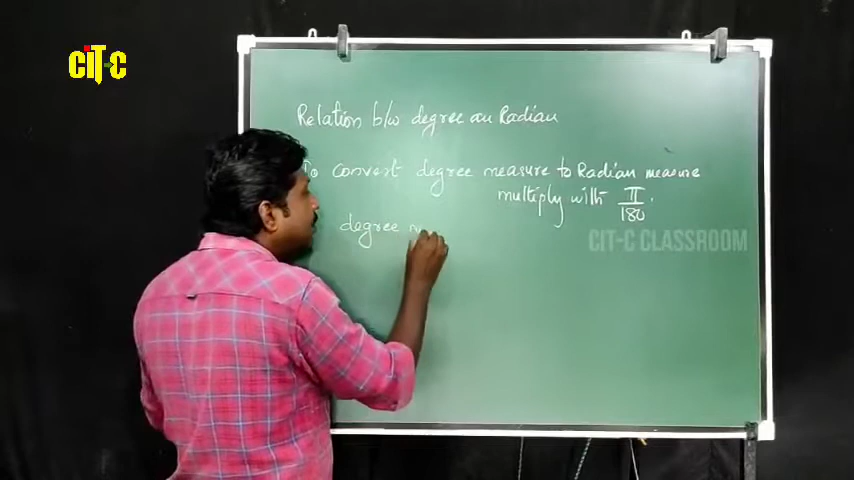 CiT-C
Relation b/w degree an Radian
To convert degree measure to Radian measure
multiply with π/180.
degree
CIT-C CLASSROOM